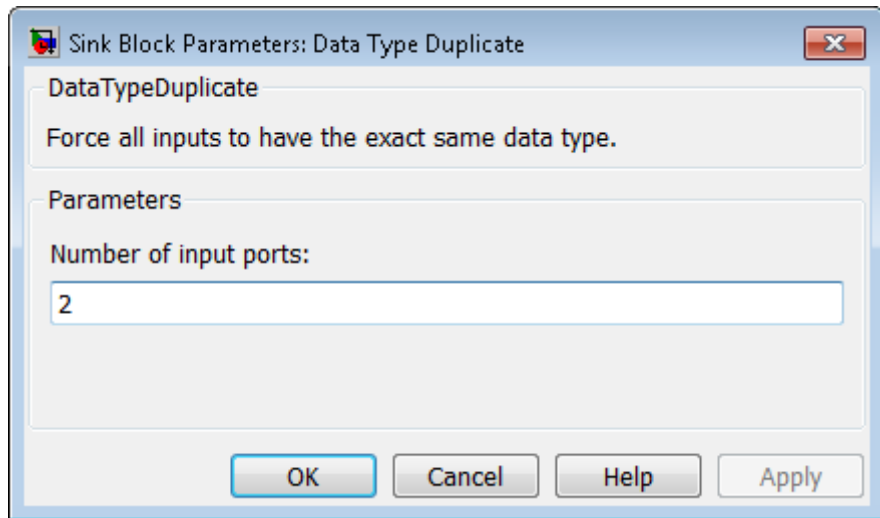 Sink Block Parameters: Data Type Duplicate
DataTypeDuplicate
Force all inputs to have the exact same data type.
Parameters
Number of input ports:
2
OK Cancel Help Apply